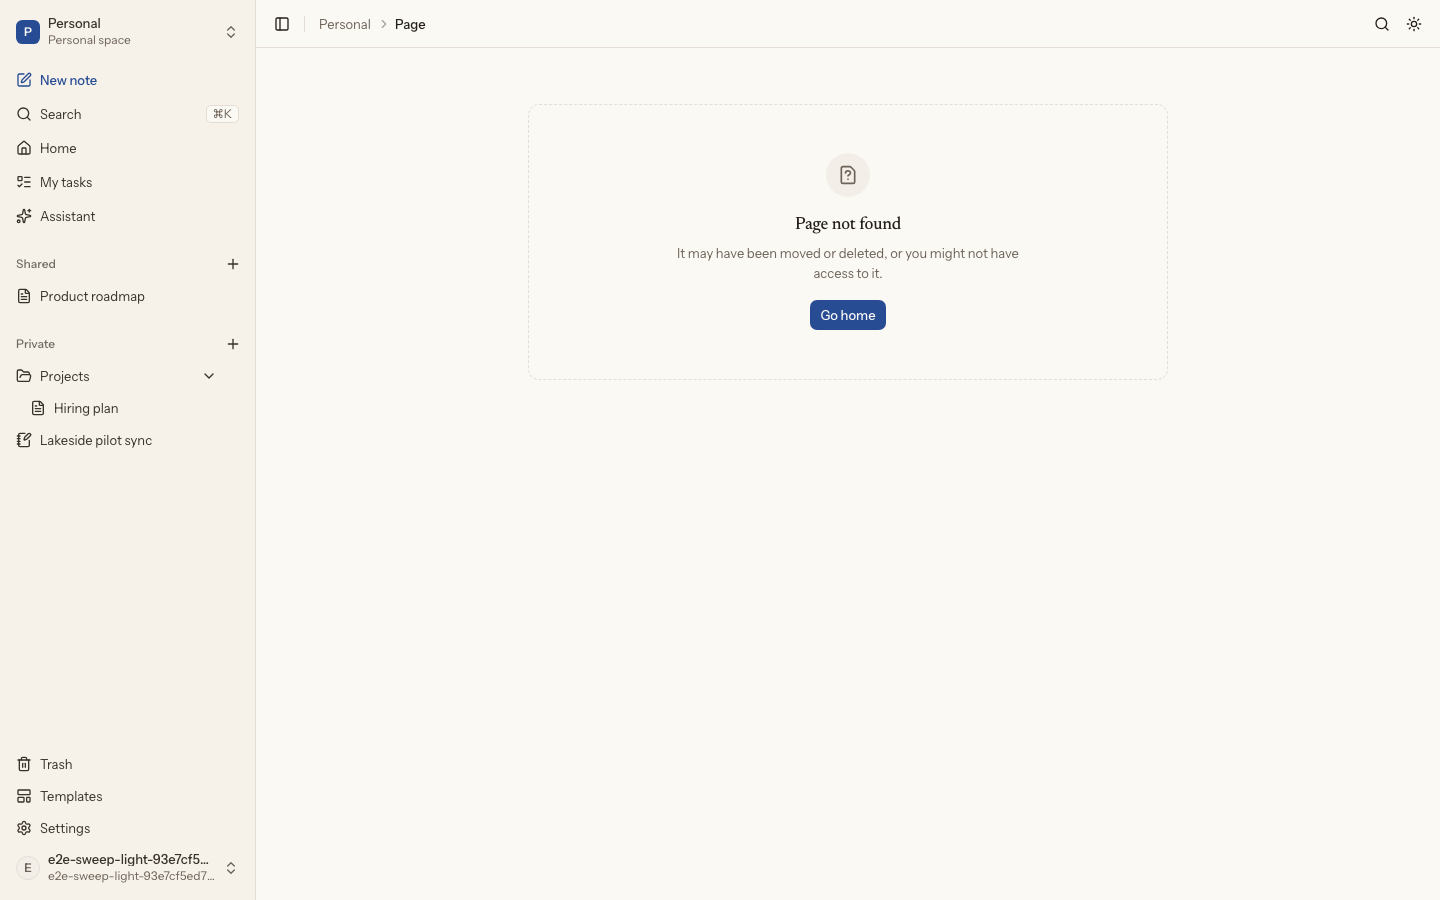 P
Personal
Personal space
New note
Search
⌘K
Home
My tasks
Assistant
Shared
Product roadmap
Private
Projects
Hiring plan
Lakeside pilot sync
Trash
Templates
Settings
E
e2e-sweep-light-93e7cf5...
e2e-sweep-light-93e7cf5ed7...
Personal
Page
Page not found
It may have been moved or deleted, or you might not have
access to it.
Go home